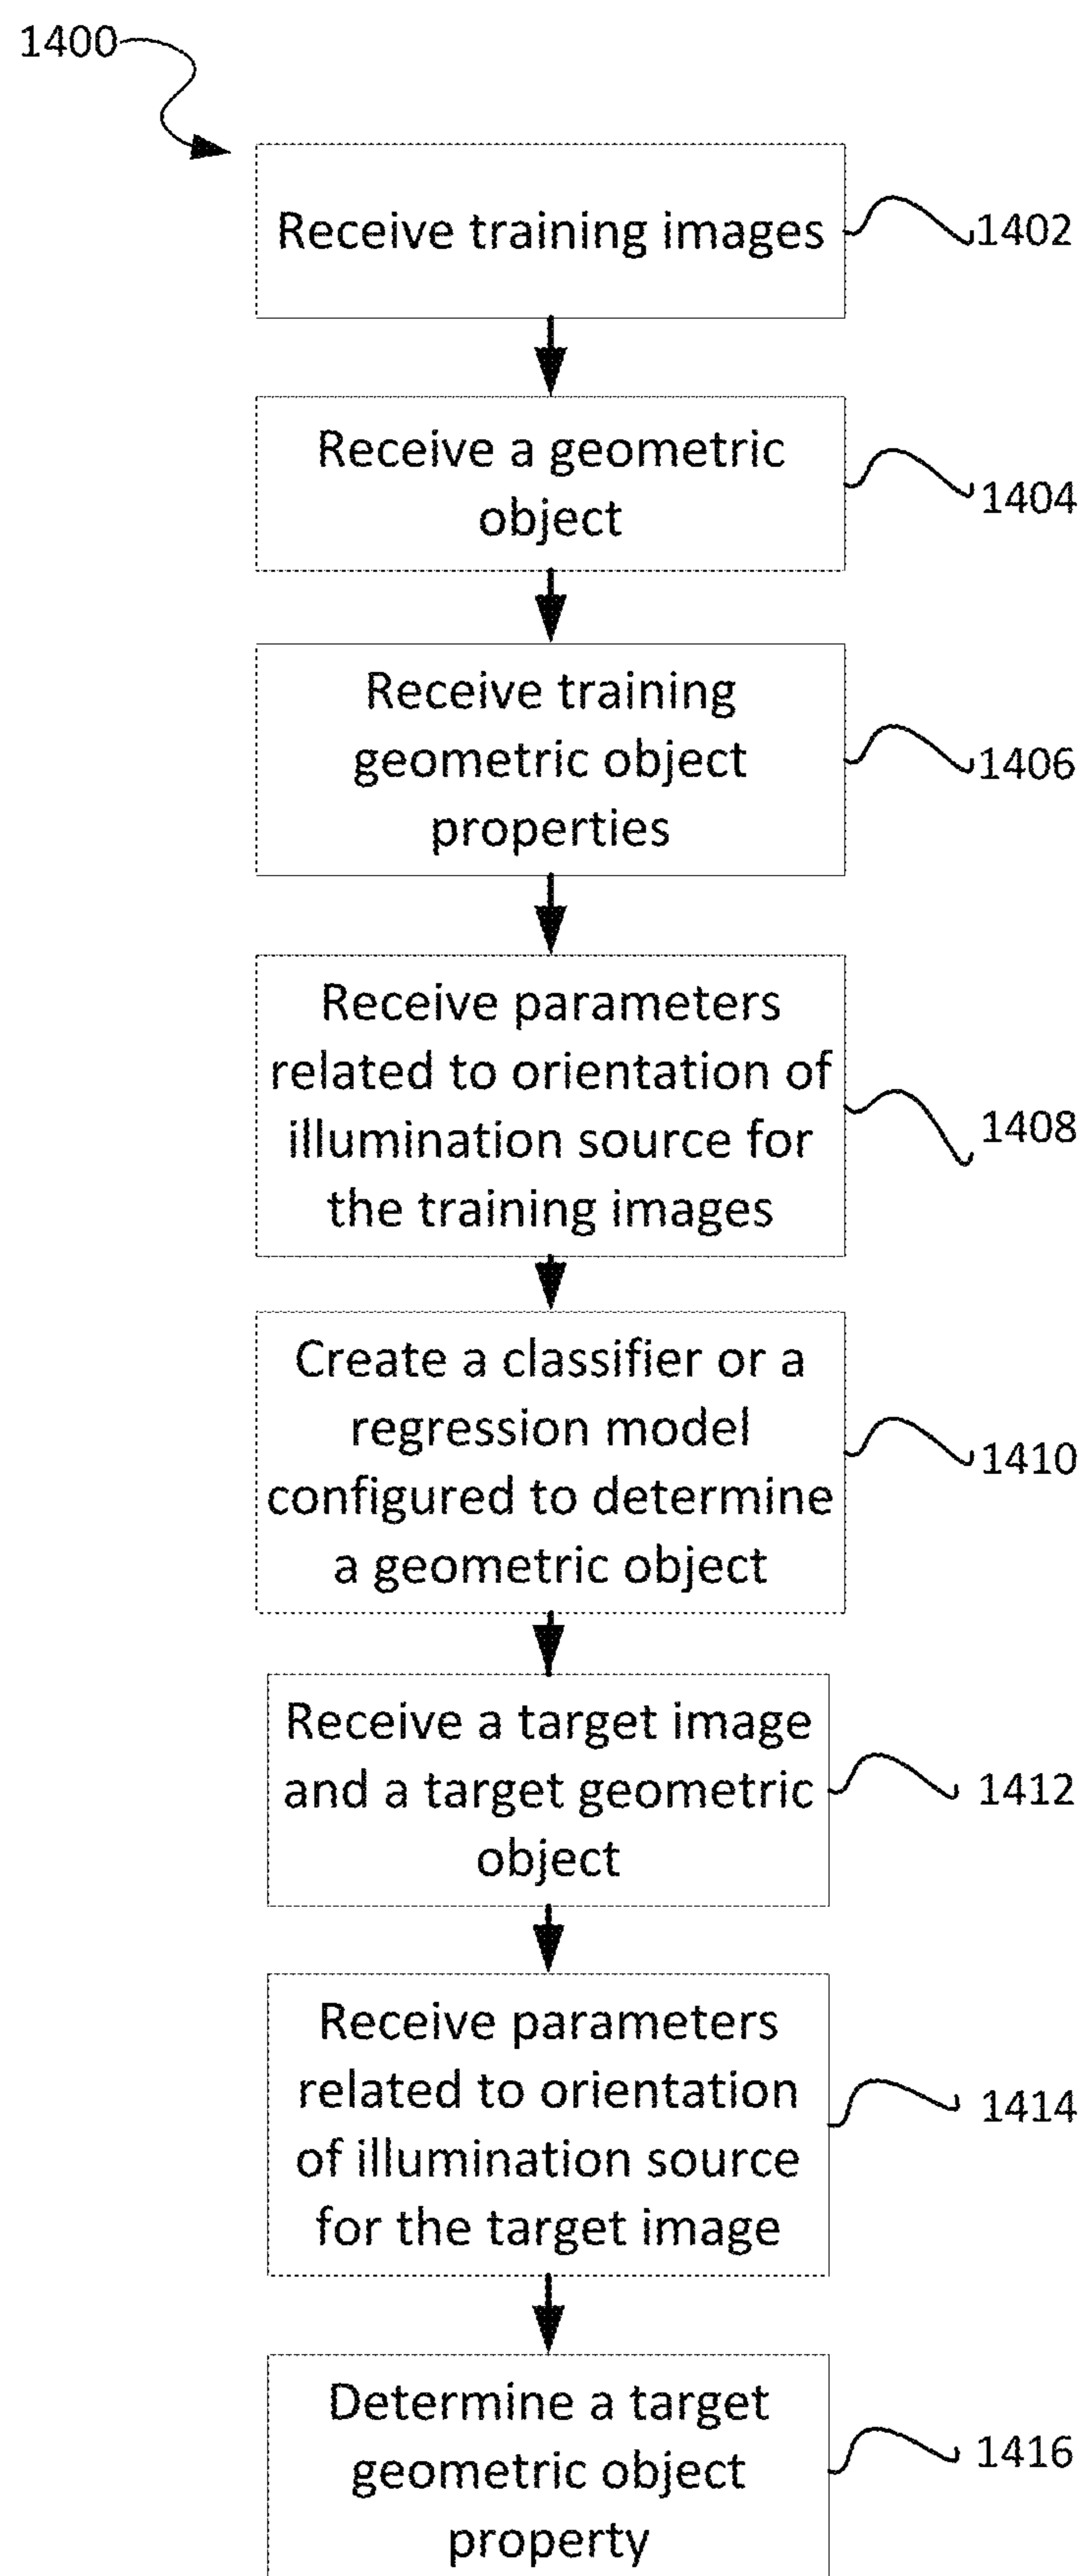 1400
Receive training images
1402
Receive a geometric
object
1404
Receive training
geometric object
properties
1406
Receive parameters
related to orientation of
illumination source for
the training images
1408
Create a classifier or a
regression model
configured to determine
a geometric object
1410
Receive a target image
and a target geometric
object
1412
Receive parameters
related to orientation
of illumination source
for the target image
1414
Determine a target
geometric object
property
1416